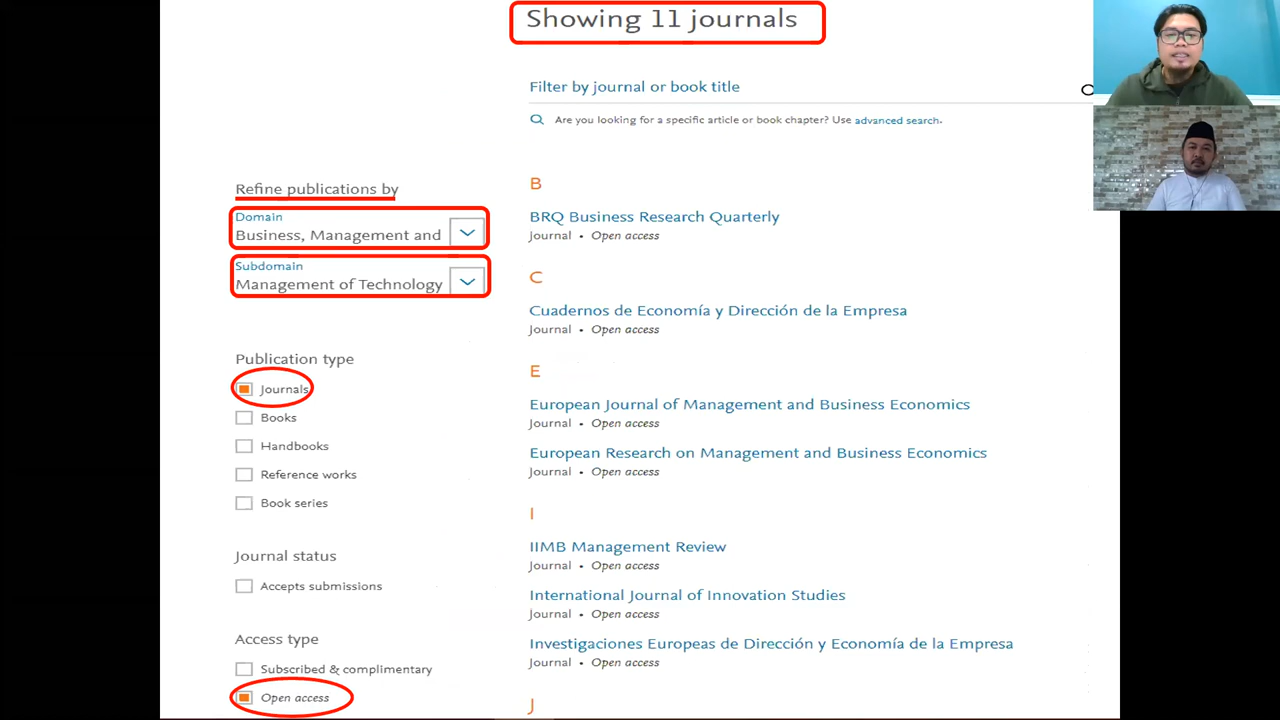 Showing 11 journals
Filter by journal or book title
Are you looking for a specific article or book chapter? Use advanced search.
Refine publications by
Domain
Business, Management and
Subdomain
Management of Technology
Publication type
Journals
Books
Handbooks
Reference works
Book series
Journal status
Accepts submissions
Access type
Subscribed & complimentary
Open access
B
BRQ Business Research Quarterly
Journal • Open access
C
Cuadernos de Economía y Dirección de la Empresa
Journal • Open access
E
European Journal of Management and Business Economics
Journal • Open access
European Research on Management and Business Economics
Journal • Open access
I
IIMB Management Review
Journal • Open access
International Journal of Innovation Studies
Journal • Open access
Investigaciones Europeas de Dirección y Economía de la Empresa
Journal • Open access
J